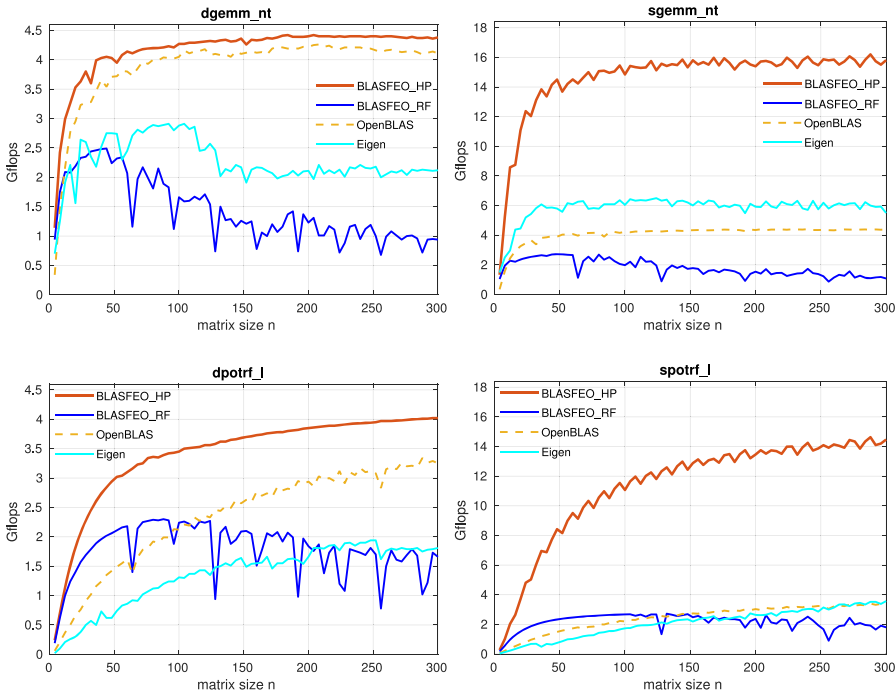 dgemm_nt
4.5
4
3.5
3
2.5
2
1.5
1
0.5
0
Gflops
BLASFEO_HP
BLASFEO_RF
OpenBLAS
Eigen
0 50 100 150 200 250 300
matrix size n
sgemm_nt
18
16
14
12
10
8
6
4
2
0
Gflops
BLASFEO_HP
BLASFEO_RF
OpenBLAS
Eigen
0 50 100 150 200 250 300
matrix size n
dpotrf_l
4.5
4
3.5
3
2.5
2
1.5
1
0.5
0
Gflops
BLASFEO_HP
BLASFEO_RF
OpenBLAS
Eigen
0 50 100 150 200 250 300
matrix size n
spotrf_l
18
16
14
12
10
8
6
4
2
0
Gflops
BLASFEO_HP
BLASFEO_RF
OpenBLAS
Eigen
0 50 100 150 200 250 300
matrix size n